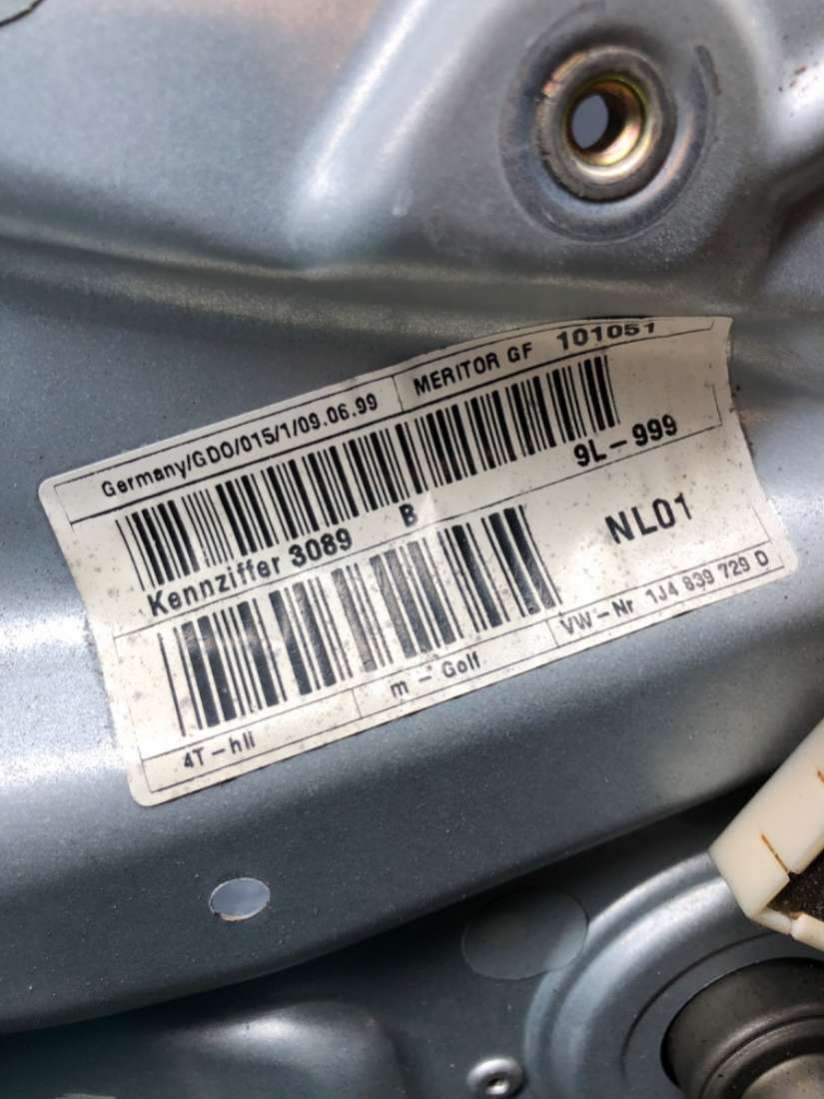 Germany/GDO/015/1/09.06.99 MERITOR GF 101051
Kennziffer 3089 B 9L-999
NL01
4T-hli m - Golf VW-Nr 1J4 839 729 D